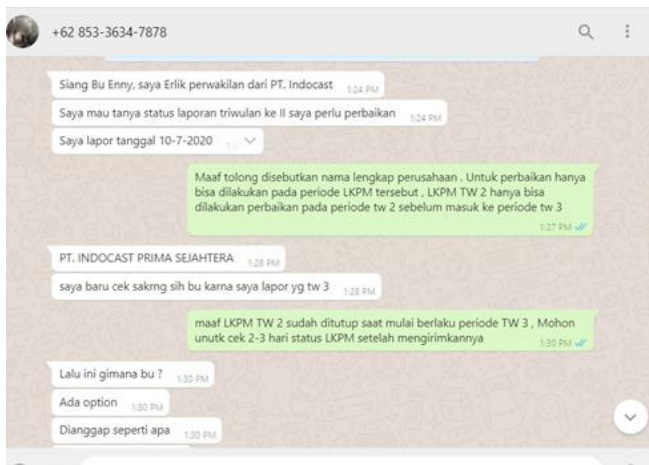 +62 853-3634-7878
Siang Bu Enny, saya Erlik perwakilan dari PT. Indocast 1:24 PM
Saya mau tanya status laporan triwulan ke II saya perlu perbaikan 1:24 PM
Saya lapor tanggal 10-7-2020
Maaf tolong disebutkan nama lengkap perusahaan . Untuk perbaikan hanya
bisa dilakukan pada periode LKPM tersebut , LKPM TW 2 hanya bisa
dilakukan perbaikan pada periode tw 2 sebelum masuk ke periode tw 3
1:27 PM
PT. INDOCAST PRIMA SEJAHTERA 1:28 PM
saya baru cek sakrng sih bu karna saya lapor yg tw 3 1:28 PM
maaf LKPM TW 2 sudah ditutup saat mulai berlaku periode TW 3 , Mohon
unutk cek 2-3 hari status LKPM setelah mengirimkannya 1:30 PM
Lalu ini gimana bu ? 1:30 PM
Ada option 1:30 PM
Dianggap seperti apa 1:30 PM